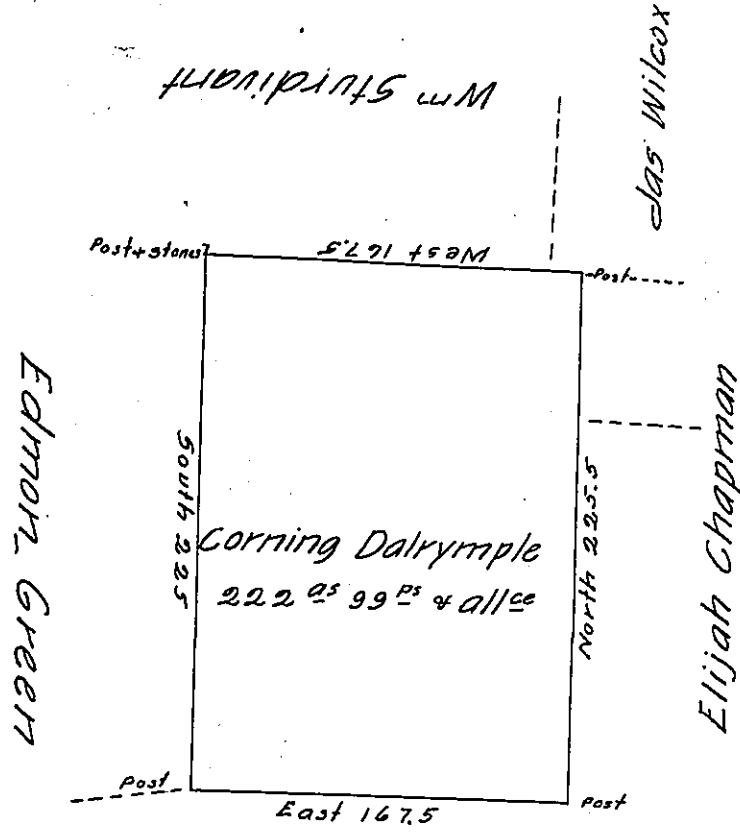 Wm Sturdivant
Jas Wilcox
Post + stones
West 167.5
Post
Edmon Green
South 225
Corning Dalrymple
222 as 99 ps & allce
North 225.5
Elijah Chapman
Post
East 167.5
Post